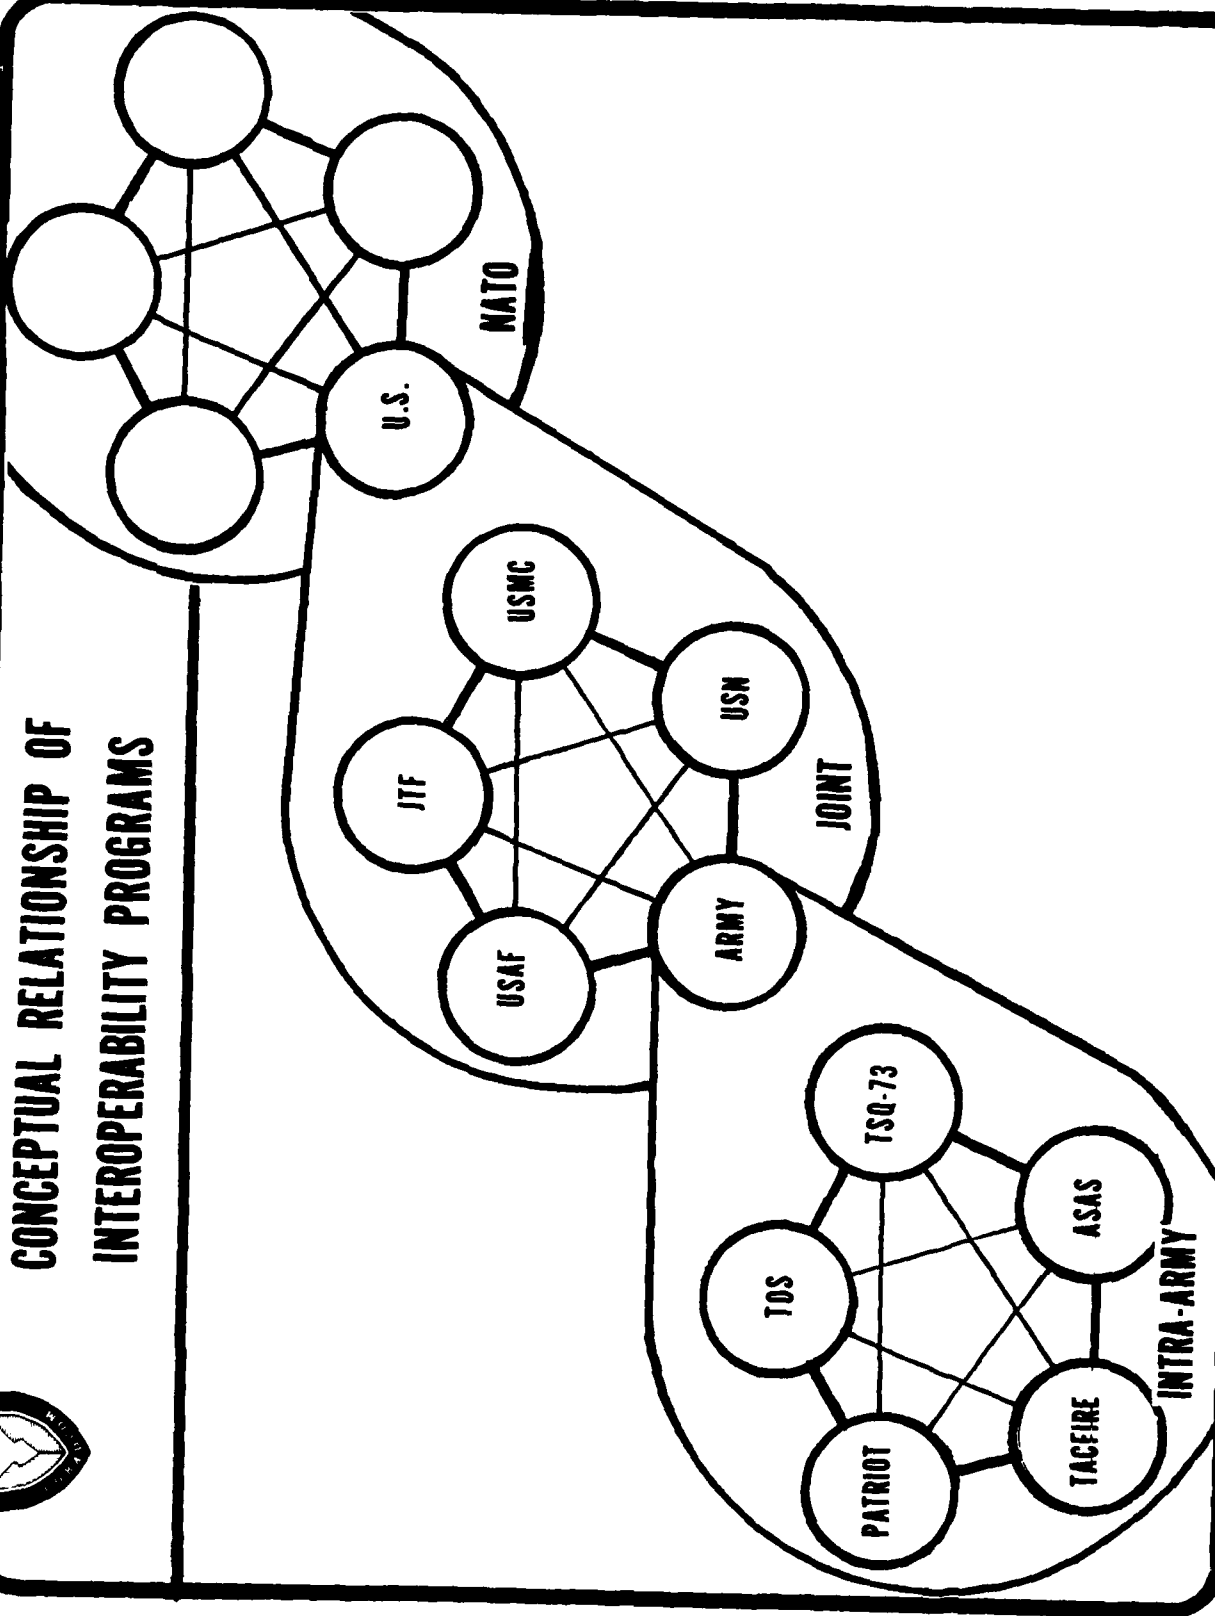 CONCEPTUAL RELATIONSHIP OF
INTEROPERABILITY PROGRAMS
TOS
PATRIOT
TSQ-73
TACFIRE
ASAS
INTRA-ARMY
JTF
USAF
USMC
ARMY
USN
JOINT
U.S.
NATO